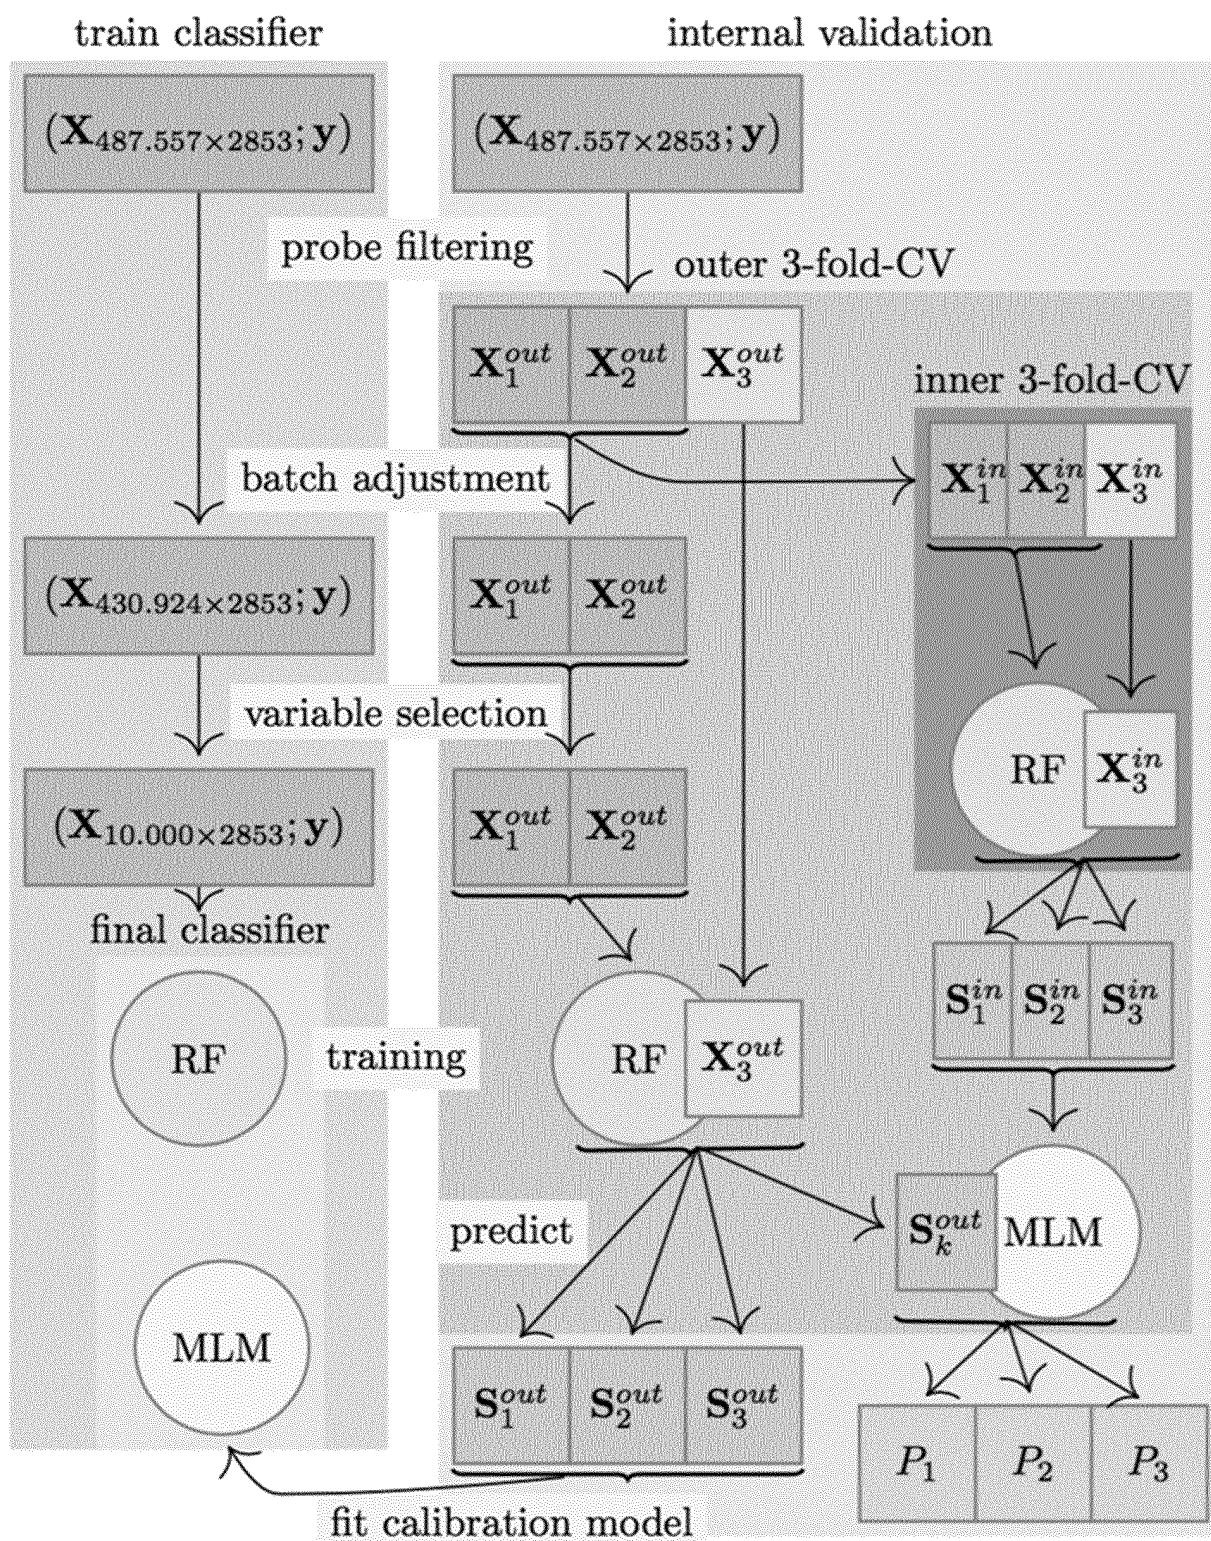 train classifier
internal validation
(X₄₈₇.₅₅₇×₂₈₅₃; y)
(X₄₈₇.₅₅₇×₂₈₅₃; y)
probe filtering
outer 3-fold-CV
X₁ᵒᵘᵗ X₂ᵒᵘᵗ X₃ᵒᵘᵗ
inner 3-fold-CV
X₁ⁱⁿ X₂ⁱⁿ X₃ⁱⁿ
batch adjustment
(X₄₃₀.₉₂₄×₂₈₅₃; y)
X₁ᵒᵘᵗ X₂ᵒᵘᵗ
variable selection
RF X₃ⁱⁿ
(X₁₀.₀₀₀×₂₈₅₃; y)
X₁ᵒᵘᵗ X₂ᵒᵘᵗ
final classifier
S₁ⁱⁿ S₂ⁱⁿ S₃ⁱⁿ
RF
training
RF X₃ᵒᵘᵗ
predict
Sₖᵒᵘᵗ MLM
MLM
S₁ᵒᵘᵗ S₂ᵒᵘᵗ S₃ᵒᵘᵗ
P₁ P₂ P₃
fit calibration model